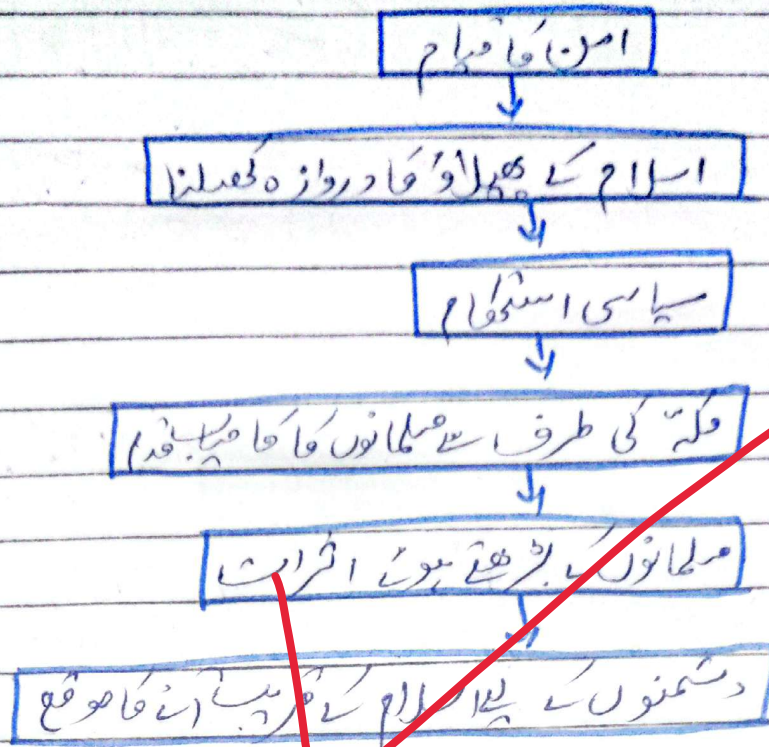 امن کا قیام
اسلام کے پھیلاؤ کا دروازہ کھلنا
سیاسی استحکام
مکہ کی طرف سے مسلمانوں کا کامیاب قدم
مسلمانوں کے بڑھتے ہوئے اثرات
دشمنوں کے لیے اسلام کے قریب آنے کا موقع